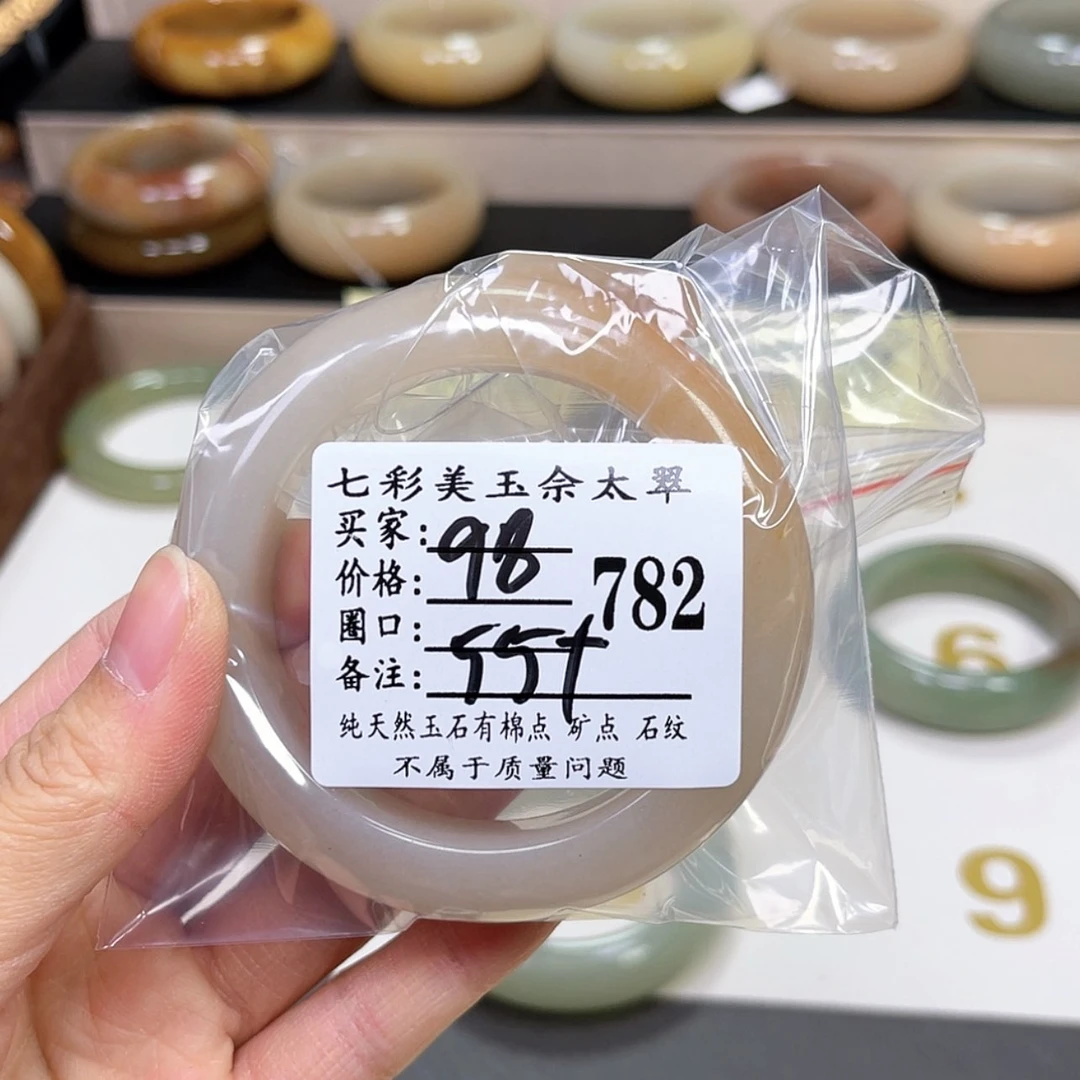 七彩美玉佘太翠
买家:
98
价格:
782
圈口:
55+
备注:
纯天然玉石有棉点 矿点 石纹
不属于质量问题
6
9